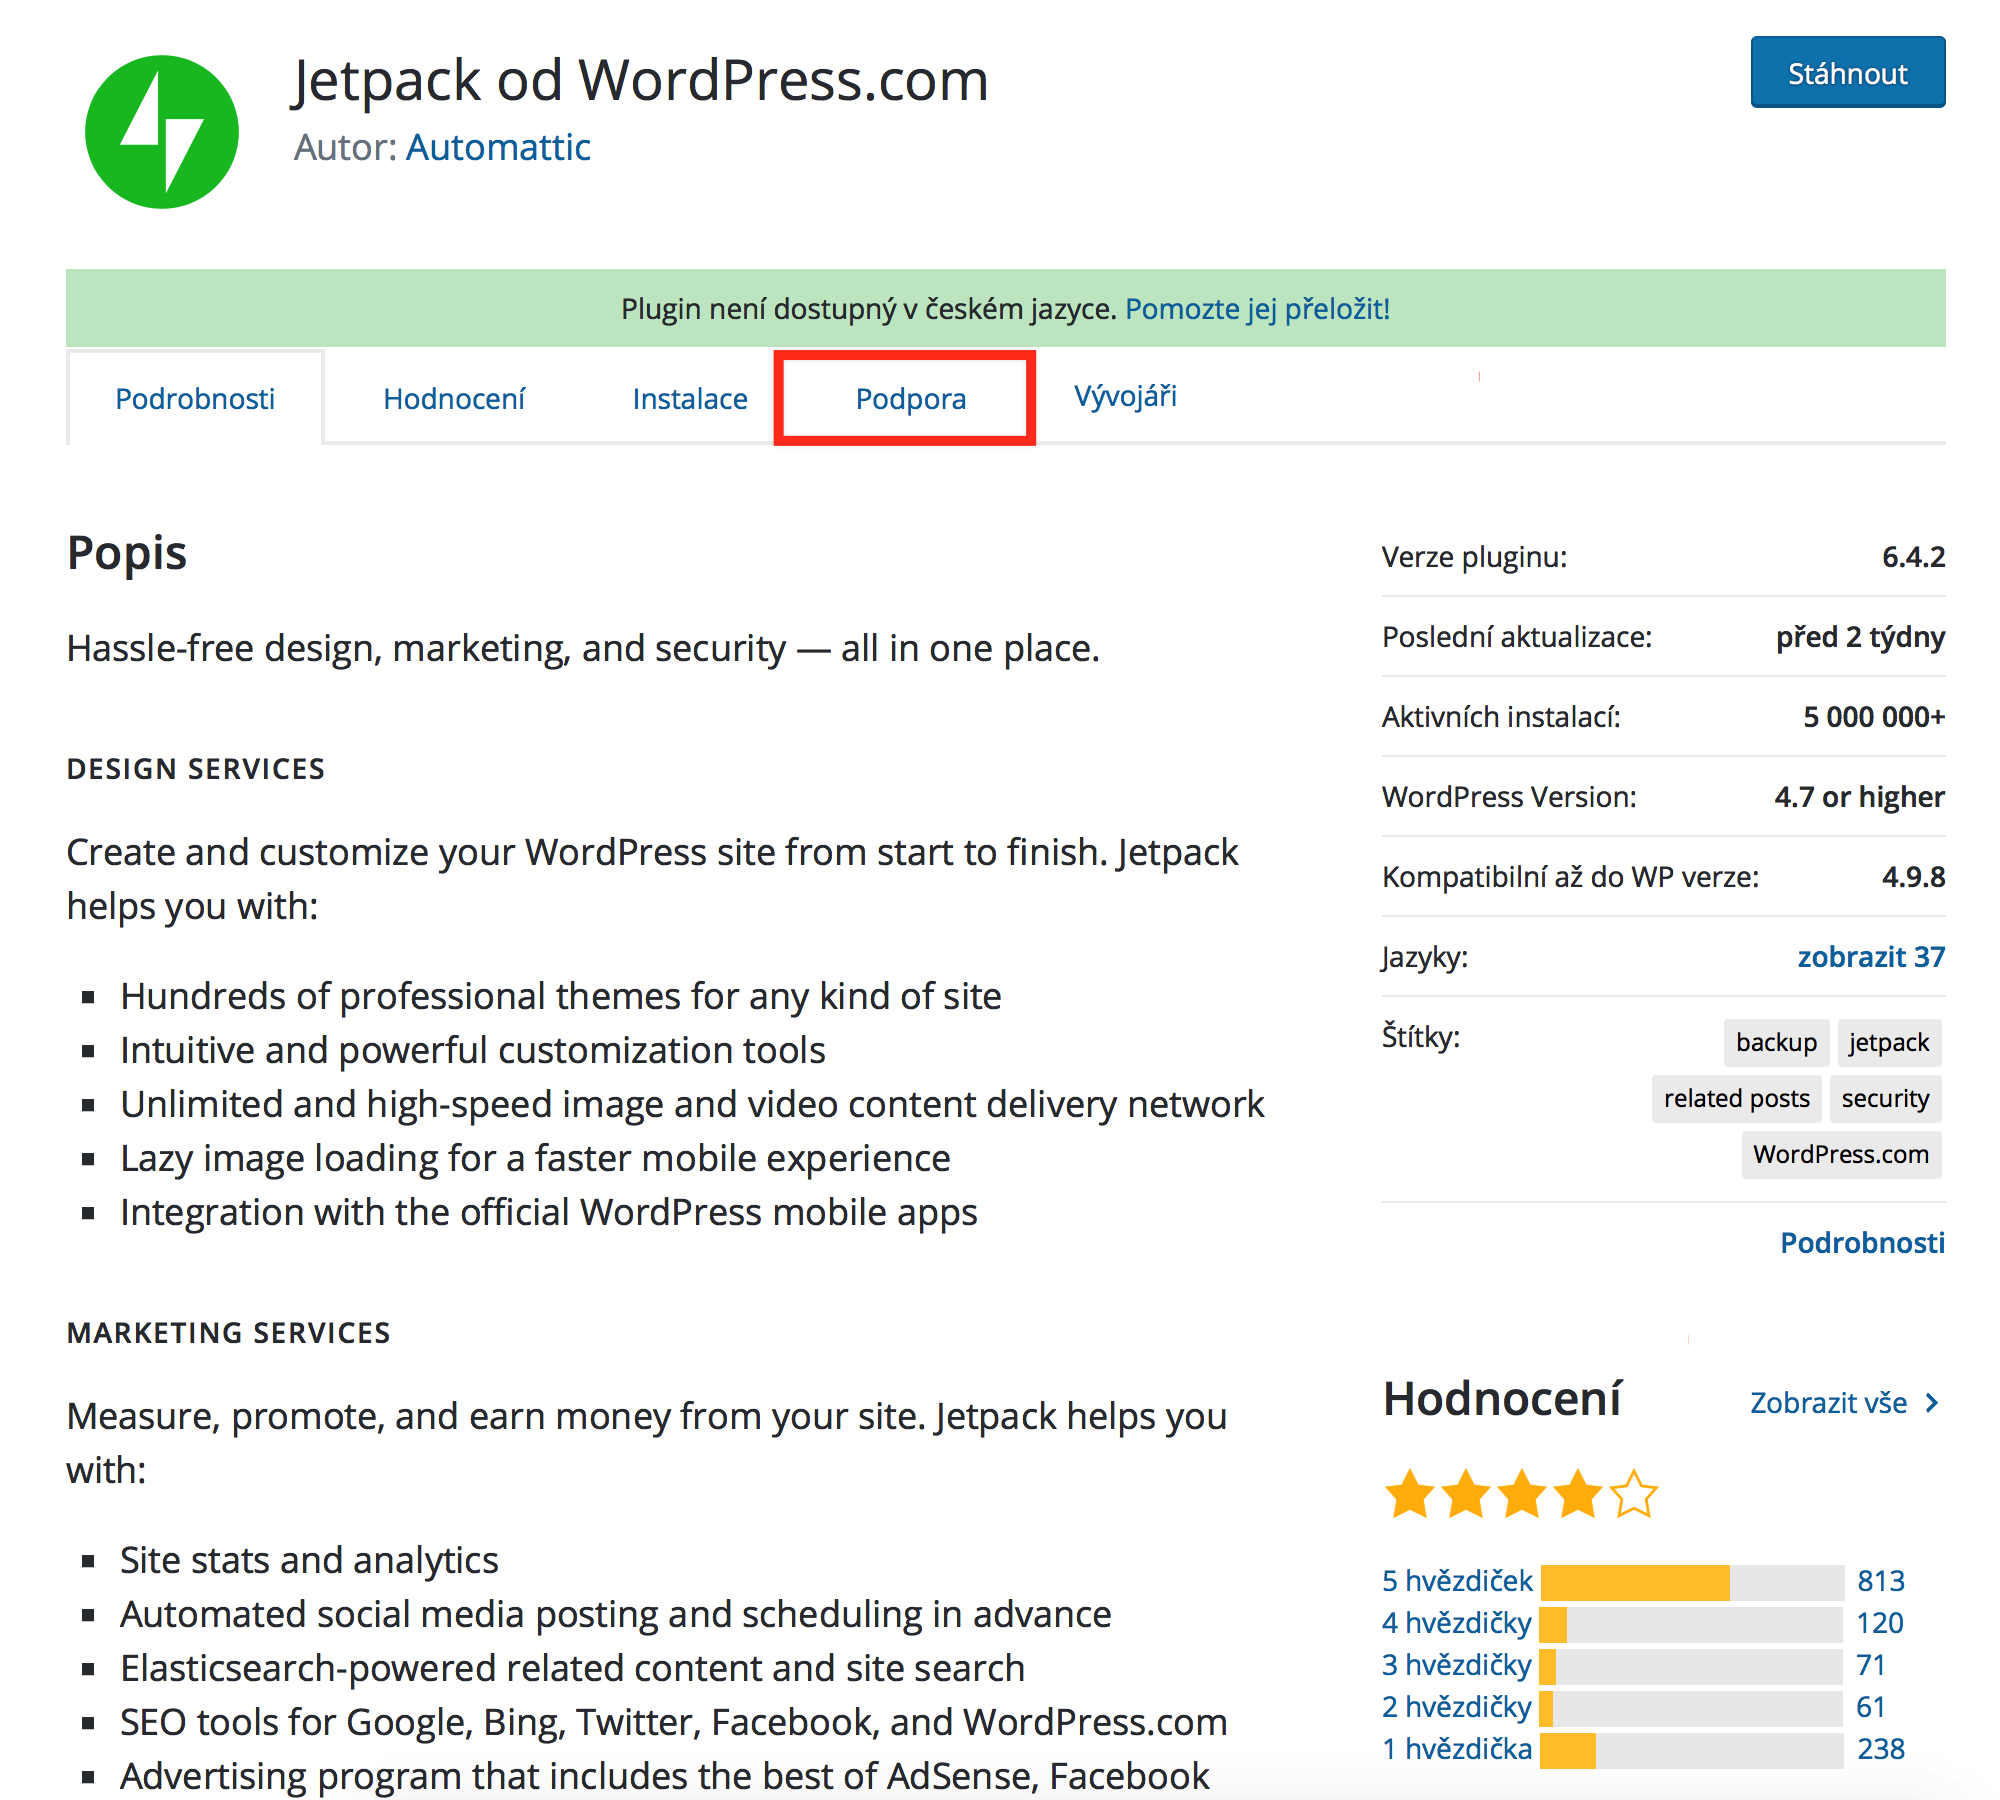 Jetpack od WordPress.com
Autor: Automattic
Stáhnout
Plugin není dostupný v českém jazyce. Pomozte jej přeložit!
Podrobnosti
Hodnocení
Instalace
Podpora
Vývojáři
Popis
Hassle-free design, marketing, and security — all in one place.
DESIGN SERVICES
Create and customize your WordPress site from start to finish. Jetpack
helps you with:
Hundreds of professional themes for any kind of site
Intuitive and powerful customization tools
Unlimited and high-speed image and video content delivery network
Lazy image loading for a faster mobile experience
Integration with the official WordPress mobile apps
MARKETING SERVICES
Measure, promote, and earn money from your site. Jetpack helps you
with:
Site stats and analytics
Automated social media posting and scheduling in advance
Elasticsearch-powered related content and site search
SEO tools for Google, Bing, Twitter, Facebook, and WordPress.com
Advertising program that includes the best of AdSense, Facebook
Verze pluginu: 6.4.2
Poslední aktualizace: před 2 týdny
Aktivních instalací: 5 000 000+
WordPress Version: 4.7 or higher
Kompatibilní až do WP verze: 4.9.8
Jazyky: zobrazit 37
Štítky: backup jetpack
related posts security
WordPress.com
Podrobnosti
Hodnocení Zobrazit vše
5 hvězdiček 813
4 hvězdičky 120
3 hvězdičky 71
2 hvězdičky 61
1 hvězdička 238